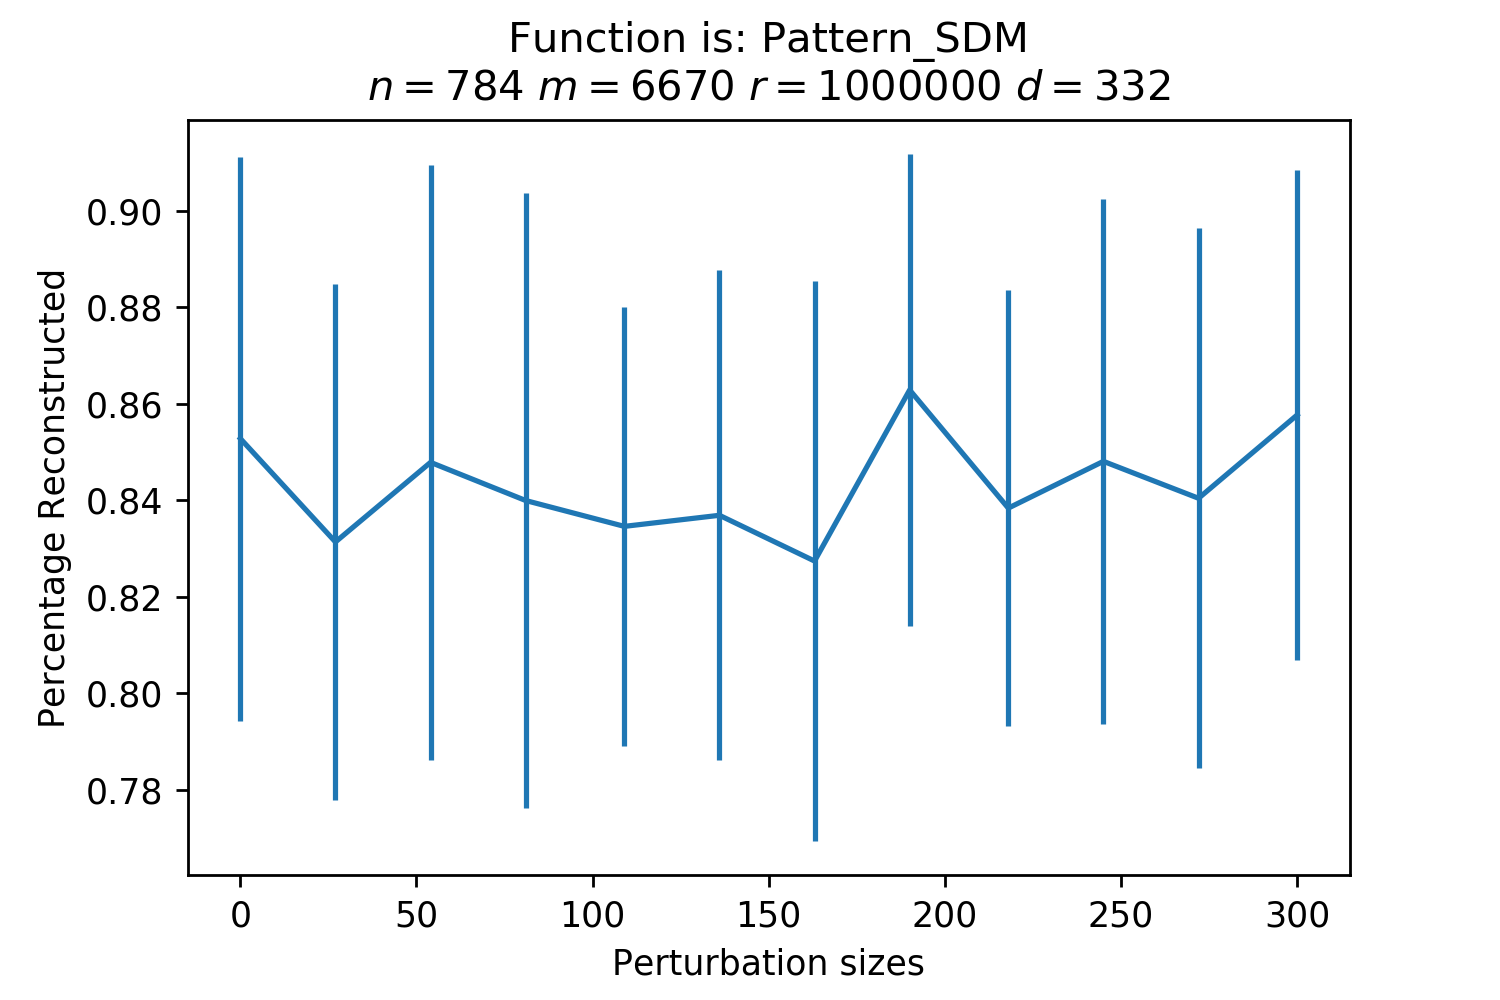 Function is: Pattern_SDM
n = 784 m = 6670 r = 1000000 d = 332
Percentage Reconstructed
0.90
0.88
0.86
0.84
0.82
0.80
0.78
0 50 100 150 200 250 300
Perturbation sizes